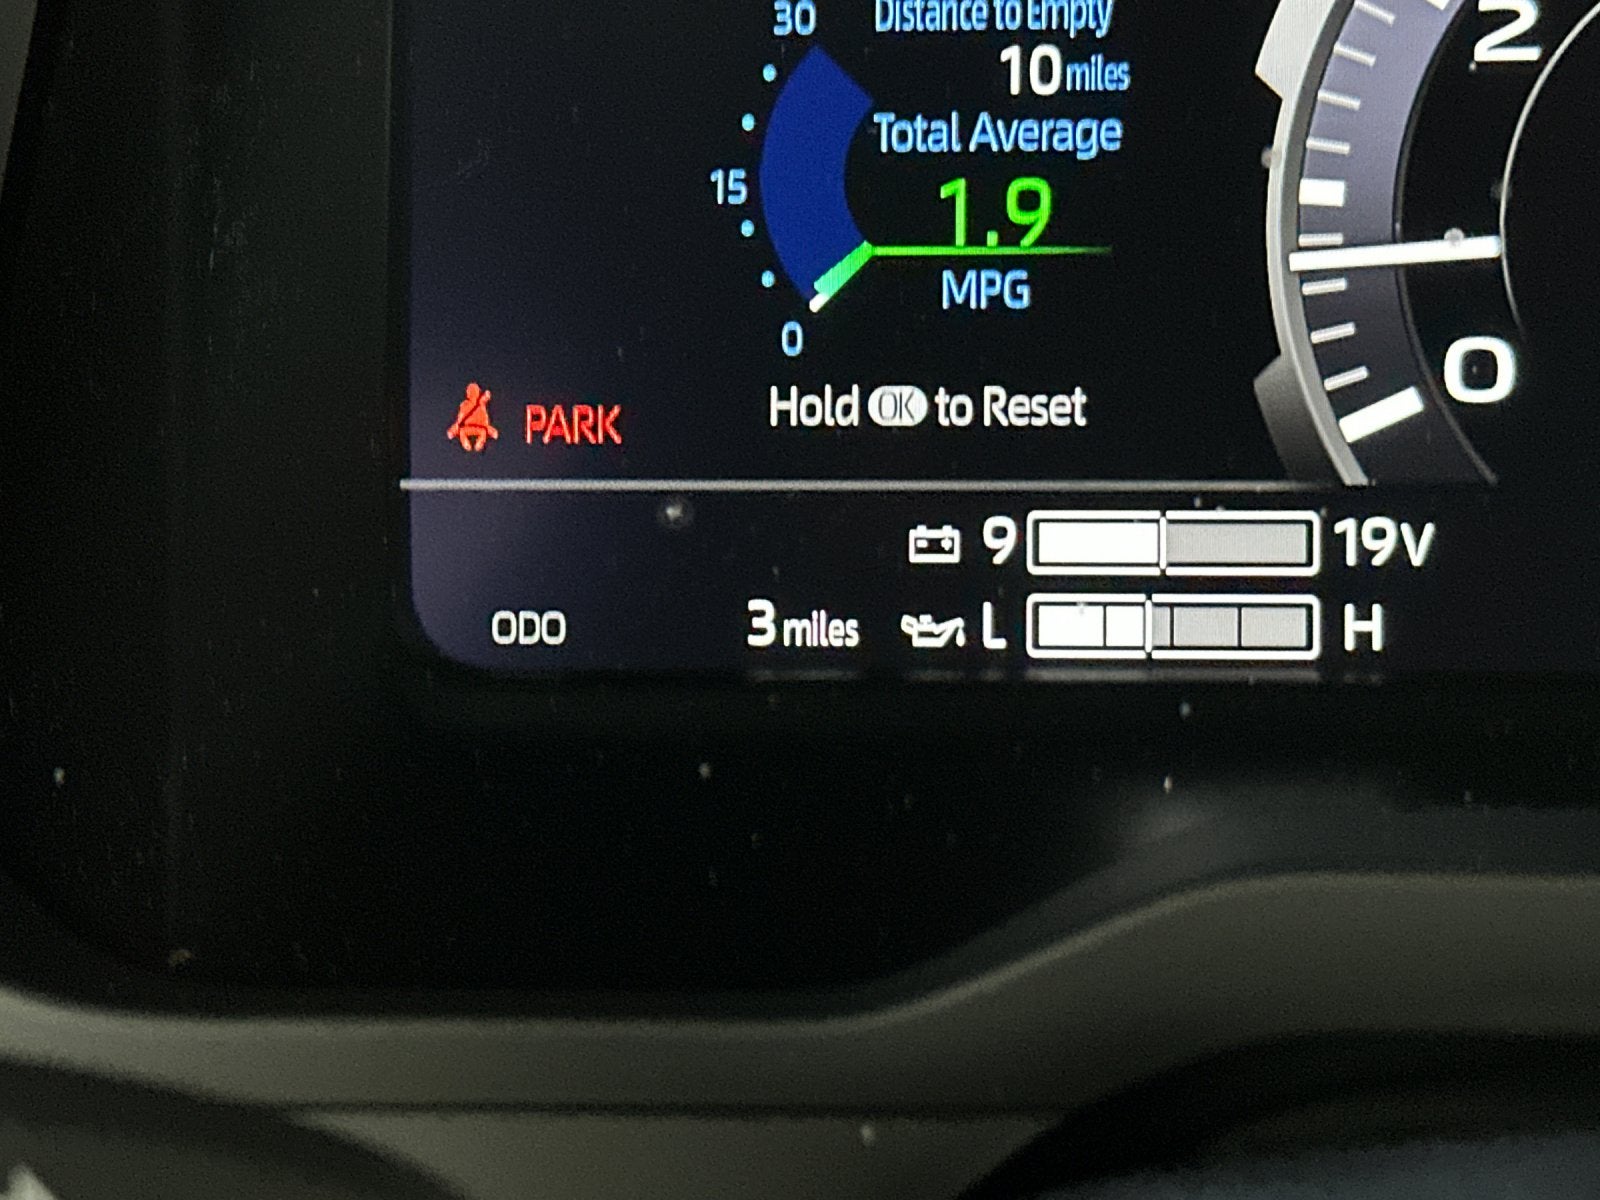 30
Distance to Empty
10 miles
Total Average
15
1.9
MPG
0
Hold OK to Reset
PARK
2
0
9
19V
ODO
3 miles
L
H